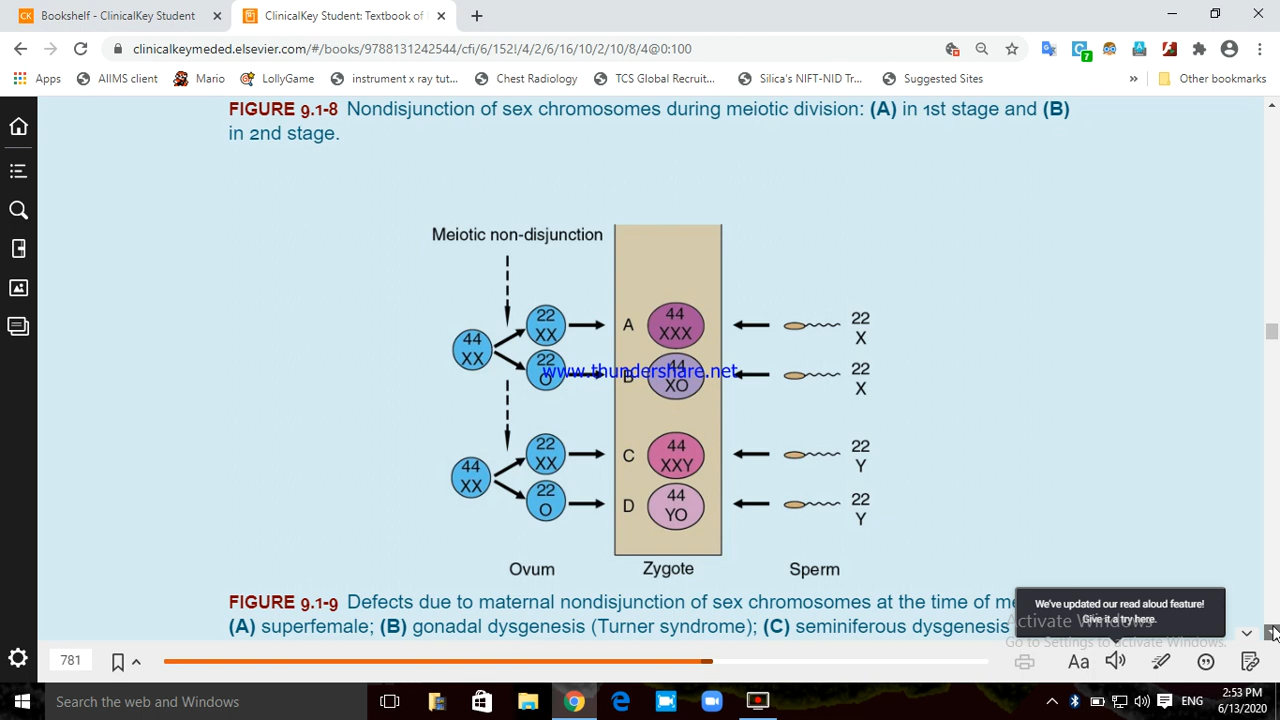 Bookshelf - ClinicalKey Student
ClinicalKey Student: Textbook of
clinicalkeymeded.elsevier.com/#/books/9788131242544/cfi/6/152!/4/2/6/16/10/2/10/8/4@0:100
7
Apps AIIMS client Mario LollyGame instrument x ray tut... Chest Radiology TCS Global Recruit... Silica's NIFT-NID Tr... Suggested Sites » Other bookmarks
FIGURE 9.1-8 Nondisjunction of sex chromosomes during meiotic division: (A) in 1st stage and (B)
in 2nd stage.
Meiotic non-disjunction
44
XX
22
XX
A
44
XXX
22
X
22
O
B
44
XO
22
X
www.thundershare.net
44
XX
22
XX
C
44
XXY
22
Y
22
O
D
44
YO
22
Y
Ovum Zygote Sperm
FIGURE 9.1-9 Defects due to maternal nondisjunction of sex chromosomes at the time of
(A) superfemale; (B) gonadal dysgenesis (Turner syndrome); (C) seminiferous dysgenesis
We've updated our read aloud feature!
Give it a try here.
Activate Windows
Go to Settings to activate Windows.
781
Aa
Search the web and Windows
ENG
2:53 PM
6/13/2020